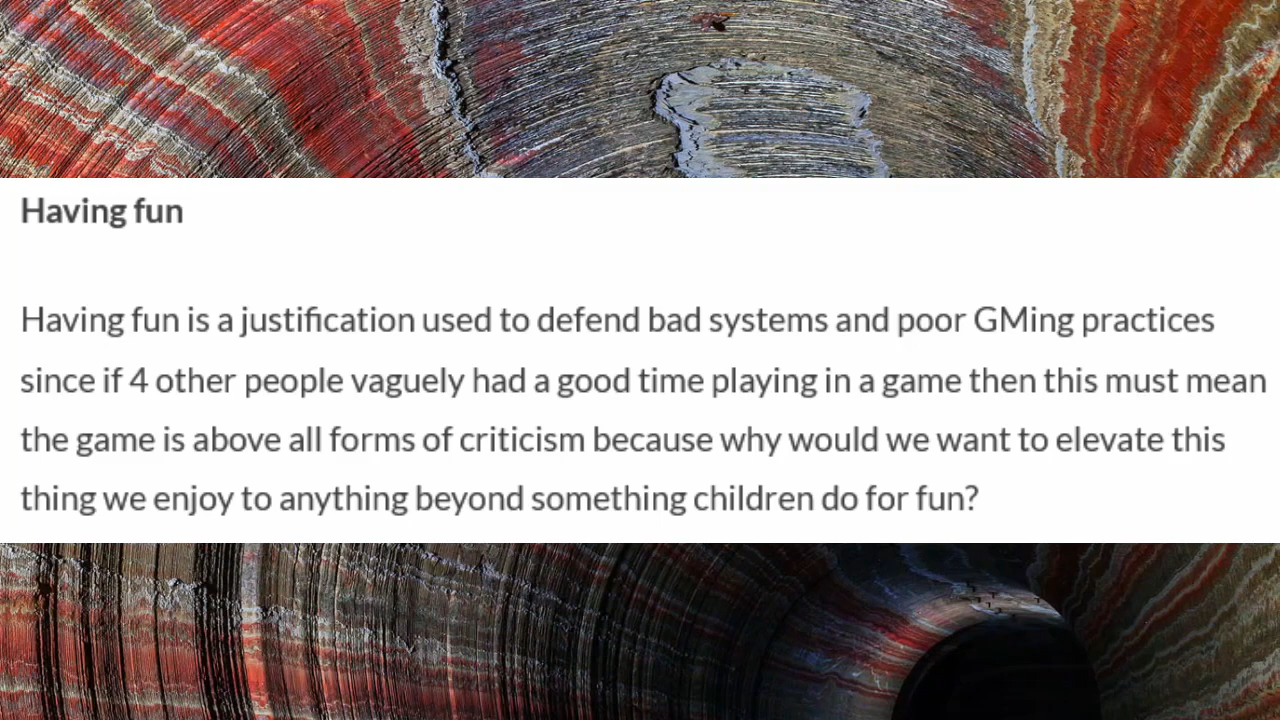 Having fun
Having fun is a justification used to defend bad systems and poor GMing practices
since if 4 other people vaguely had a good time playing in a game then this must mean
the game is above all forms of criticism because why would we want to elevate this
thing we enjoy to anything beyond something children do for fun?